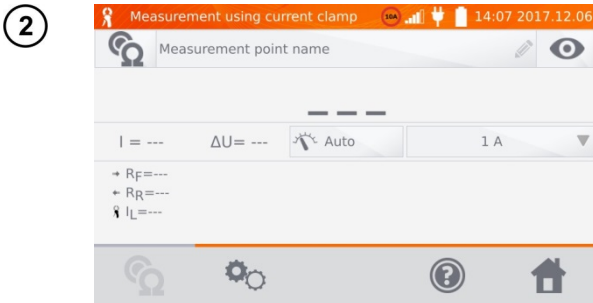 2
Measurement using current clamp 10A 14:07 2017.12.06
Measurement point name
---
I = --- ΔU= --- Auto 1 A
→ RF=---
← RR=---
IL=---
?